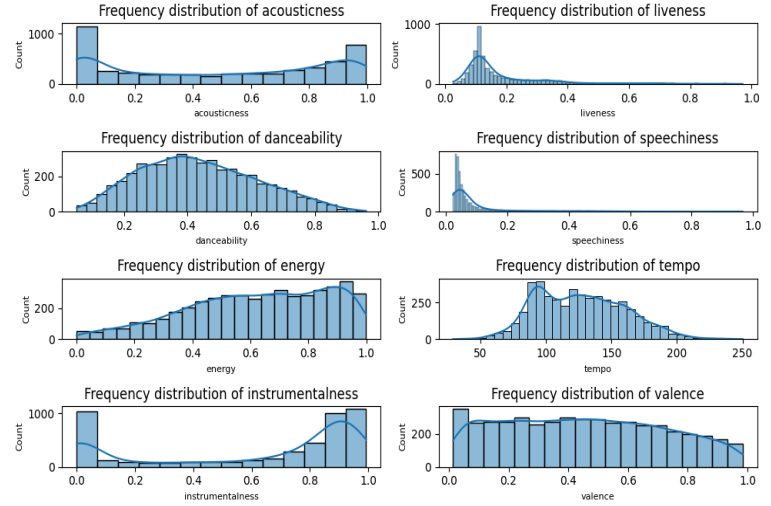 Frequency distribution of acousticness
Count
1000
0
0.0 0.2 0.4 0.6 0.8 1.0
acousticness
Frequency distribution of liveness
Count
1000
0
0.0 0.2 0.4 0.6 0.8 1.0
liveness
Frequency distribution of danceability
Count
200
0
0.2 0.4 0.6 0.8 1.0
danceability
Frequency distribution of speechiness
Count
500
0
0.0 0.2 0.4 0.6 0.8 1.0
speechiness
Frequency distribution of energy
Count
200
0
0.0 0.2 0.4 0.6 0.8 1.0
energy
Frequency distribution of tempo
Count
250
0
50 100 150 200 250
tempo
Frequency distribution of instrumentalness
Count
1000
0
0.0 0.2 0.4 0.6 0.8 1.0
instrumentalness
Frequency distribution of valence
Count
200
0
0.0 0.2 0.4 0.6 0.8 1.0
valence